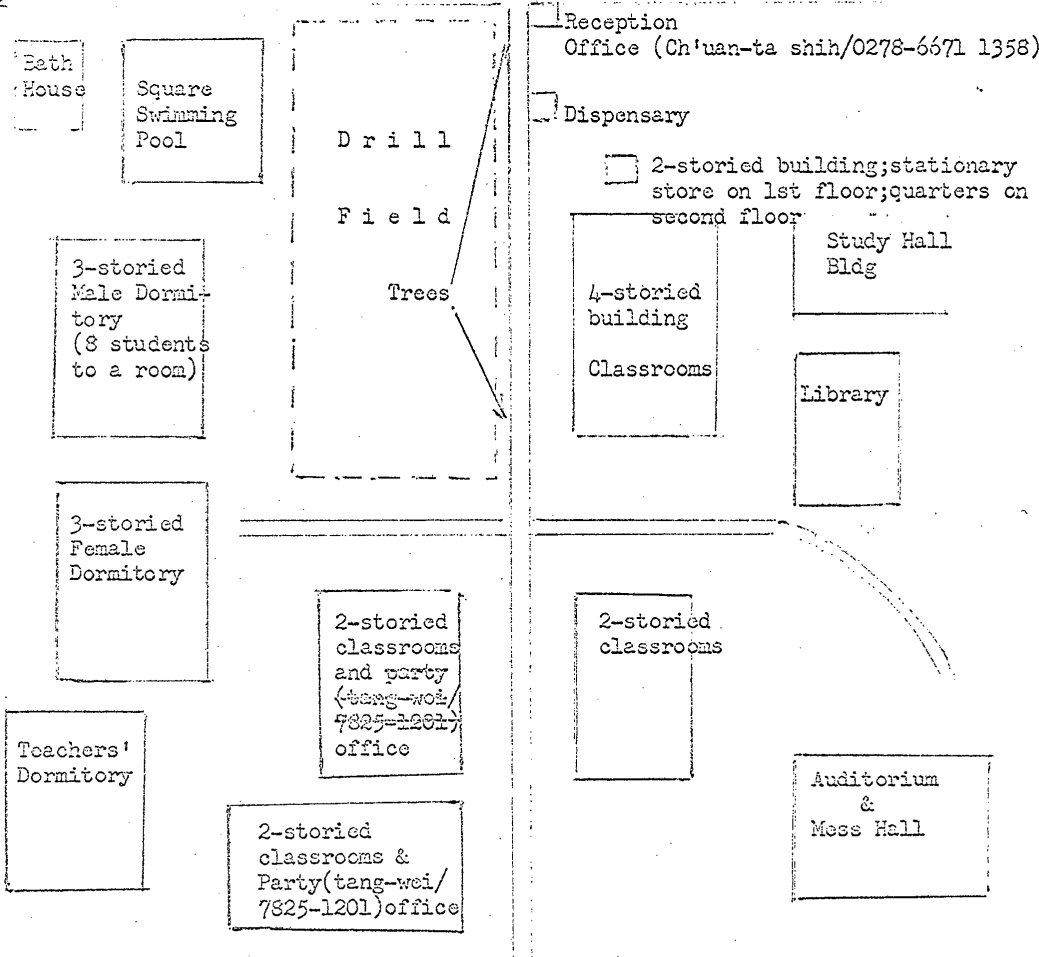 Reception
Office (Ch'uan-ta shih/0278-6671 1358)
Bath
House
Square
Swimming
Pool
Drill
Field
Dispensary
2-storied building;stationary
store on 1st floor;quarters on
second floor
Study Hall
Bldg
3-storied
Male Dormi-
tory
(8 students
to a room)
Trees
4-storied
building
Classrooms
Library
3-storied
Female
Dormitory
2-storied
classrooms
and party
(tang-wei/
7825-1201)
office
2-storied
classrooms
Teachers'
Dormitory
2-storied
classrooms &
Party(tang-wei/
7825-1201)office
Auditorium
&
Mess Hall